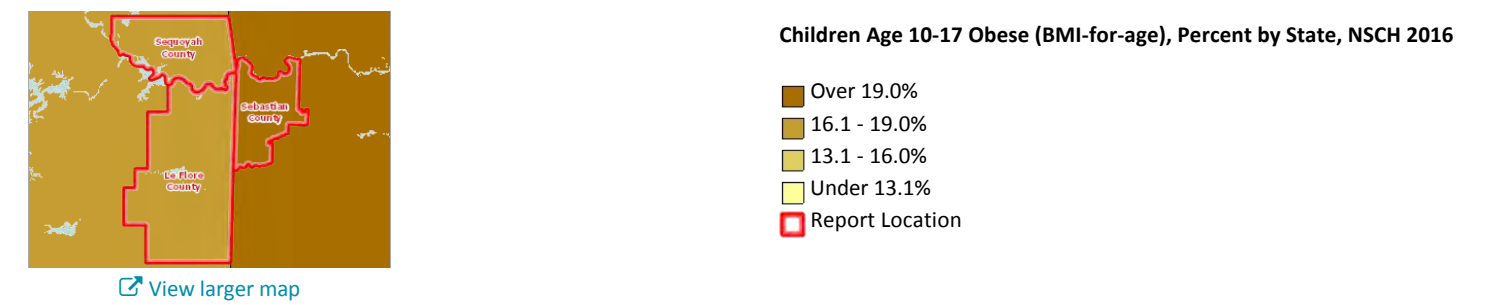 Sequoyah
County
Sebastian
County
Le Flore
County
View larger map
Children Age 10-17 Obese (BMI-for-age), Percent by State, NSCH 2016
Over 19.0%
16.1 - 19.0%
13.1 - 16.0%
Under 13.1%
Report Location